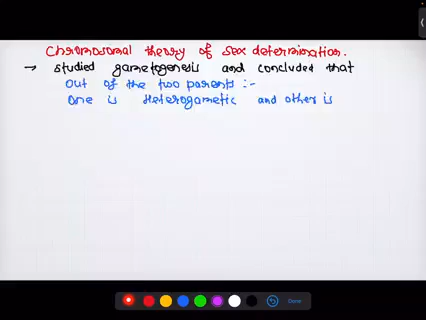 Chromosomal theory of sex determination.
→ studied gametogenesis and concluded that
out of the two parents :-
One is Heterogametic and other is
Done